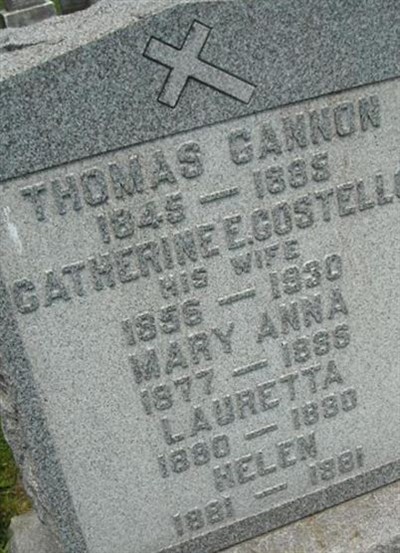 THOMAS CANNON
1845 — 1885
CATHERINE E. COSTELLO
HIS WIFE
1856 — 1930
MARY ANNA
1877 — 1886
LAURETTA
1880 — 1930
HELEN
1881 — 1881